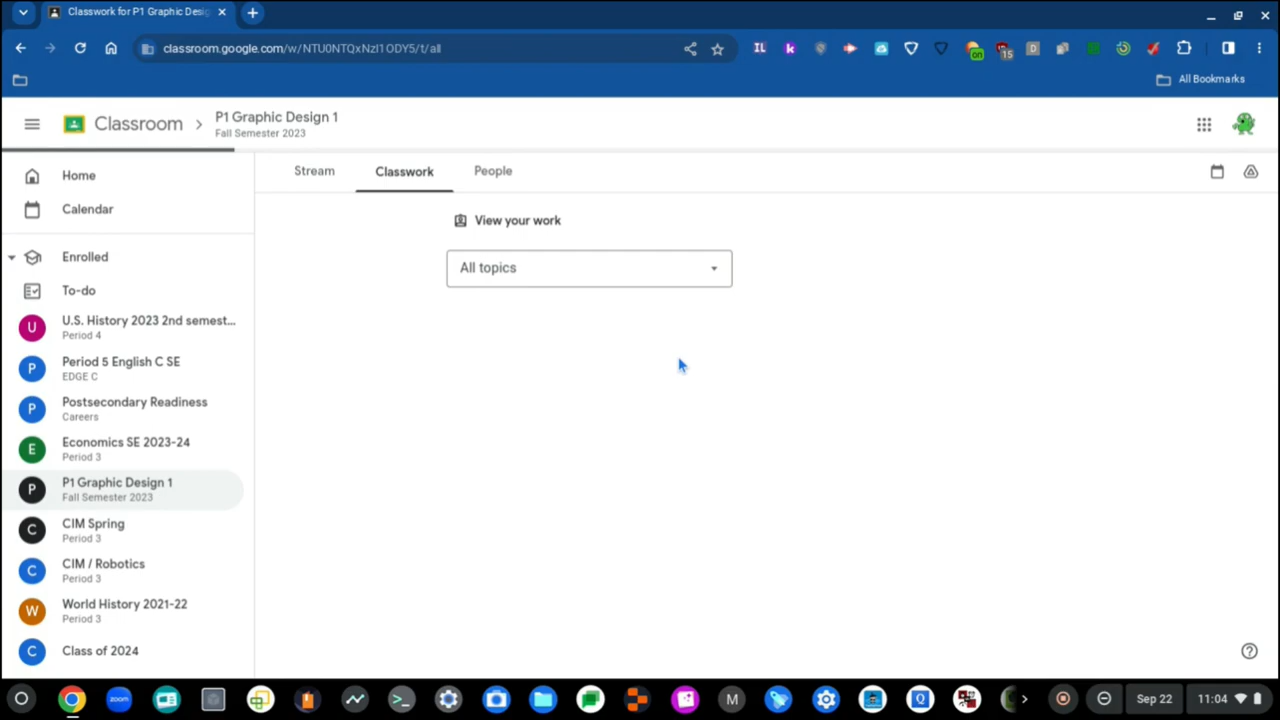 Classwork for P1 Graphic Desig
classroom.google.com/w/NTU0NTQxNzI1ODY5/t/all
IL
k
on
15
D
All Bookmarks
Classroom
P1 Graphic Design 1
Fall Semester 2023
Home
Calendar
Enrolled
To-do
U
U.S. History 2023 2nd semest...
Period 4
P
Period 5 English C SE
EDGE C
P
Postsecondary Readiness
Careers
E
Economics SE 2023-24
Period 3
P
P1 Graphic Design 1
Fall Semester 2023
C
CIM Spring
Period 3
C
CIM / Robotics
Period 3
W
World History 2021-22
Period 3
C
Class of 2024
Stream
Classwork
People
View your work
All topics
zoom
M
Q
Sep 22
11:04